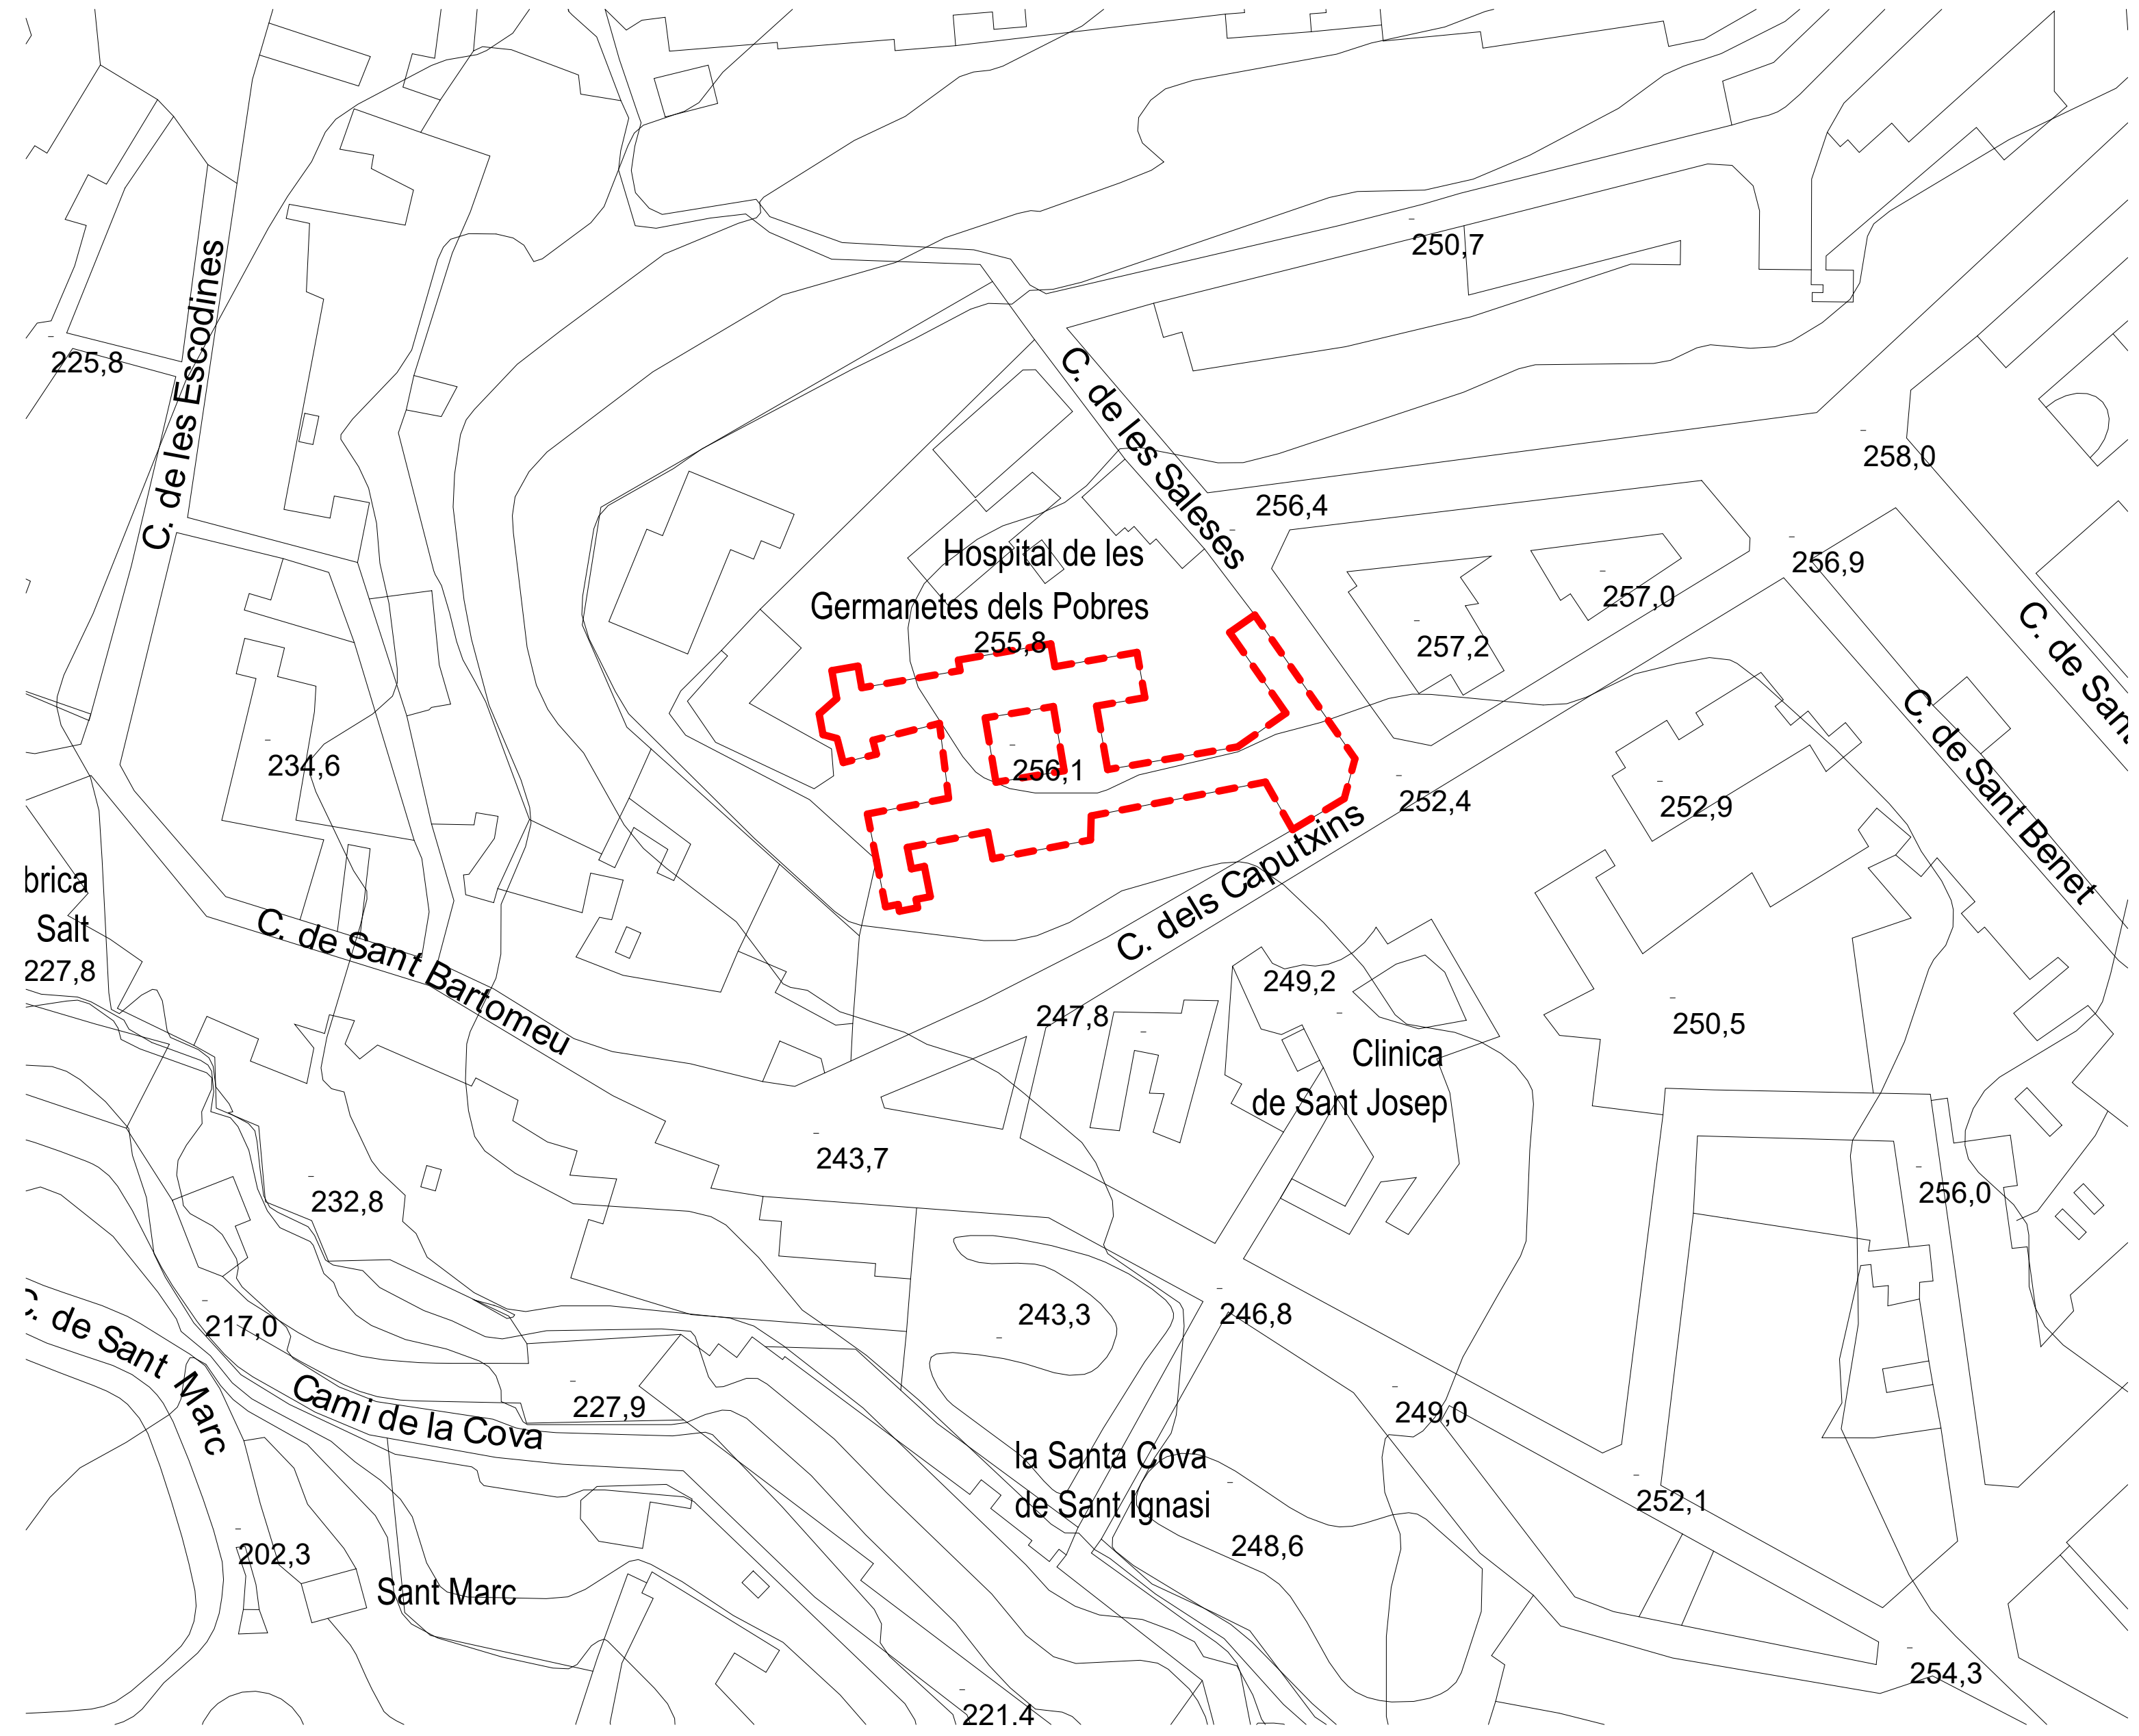 250,7
C. de les Escodines
225,8
C. de les Saleses
258,0
256,4
Hospital de les
Germanetes dels Pobres
255,8
256,9
257,0
257,2
C. de Sant
C. de Sant Benet
234,6
256,1
252,4
252,9
C. dels Caputxins
brica
Salt
227,8
C. de Sant Bartomeu
249,2
247,8
250,5
Clinica
de Sant Josep
243,7
232,8
256,0
C. de Sant Marc
217,0
243,3
246,8
Cami de la Cova
227,9
249,0
la Santa Cova
de Sant Ignasi
252,1
248,6
202,3
Sant Marc
254,3
221,4